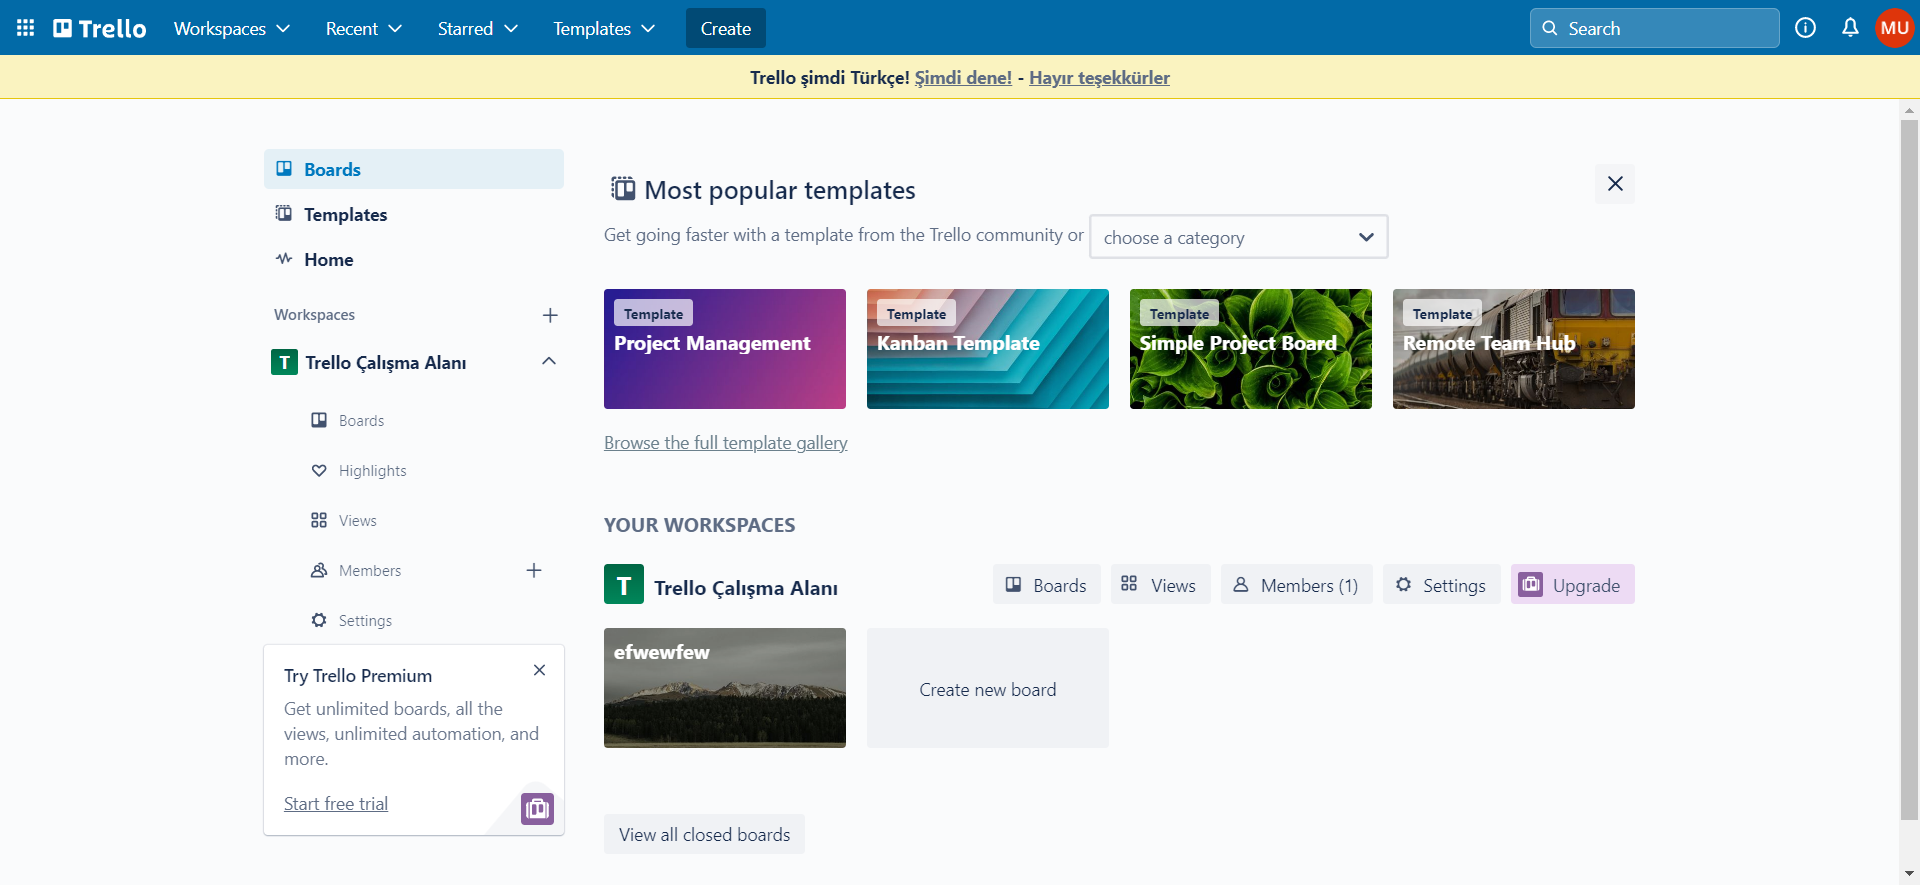 Trello Workspaces Recent Starred Templates Create Search MU
Trello şimdi Türkçe! Şimdi dene! - Hayır teşekkürler
Boards
Templates
Home
Workspaces
T Trello Çalışma Alanı
Boards
Highlights
Views
Members
Settings
Try Trello Premium
Get unlimited boards, all the
views, unlimited automation, and
more.
Start free trial
Most popular templates
Get going faster with a template from the Trello community or choose a category
Template
Project Management
Template
Kanban Template
Template
Simple Project Board
Template
Remote Team Hub
Browse the full template gallery
YOUR WORKSPACES
T Trello Çalışma Alanı Boards Views Members (1) Settings Upgrade
efwewfew
Create new board
View all closed boards